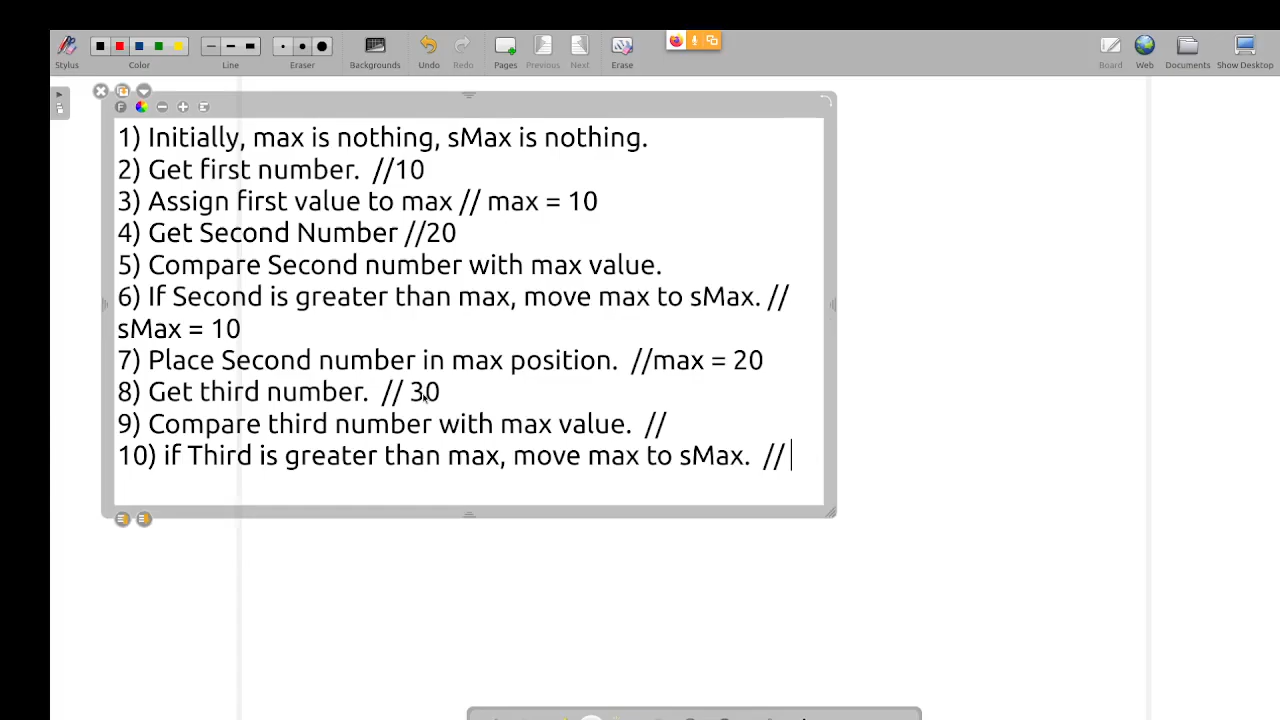 Stylus Color Line Eraser Backgrounds Undo Redo Pages Previous Next Erase Board Web Documents Show Desktop
F
1) Initially, max is nothing, sMax is nothing.
2) Get first number. //10
3) Assign first value to max // max = 10
4) Get Second Number //20
5) Compare Second number with max value.
6) If Second is greater than max, move max to sMax. //
sMax = 10
7) Place Second number in max position. //max = 20
8) Get third number. // 30
9) Compare third number with max value. //
10) if Third is greater than max, move max to sMax. //